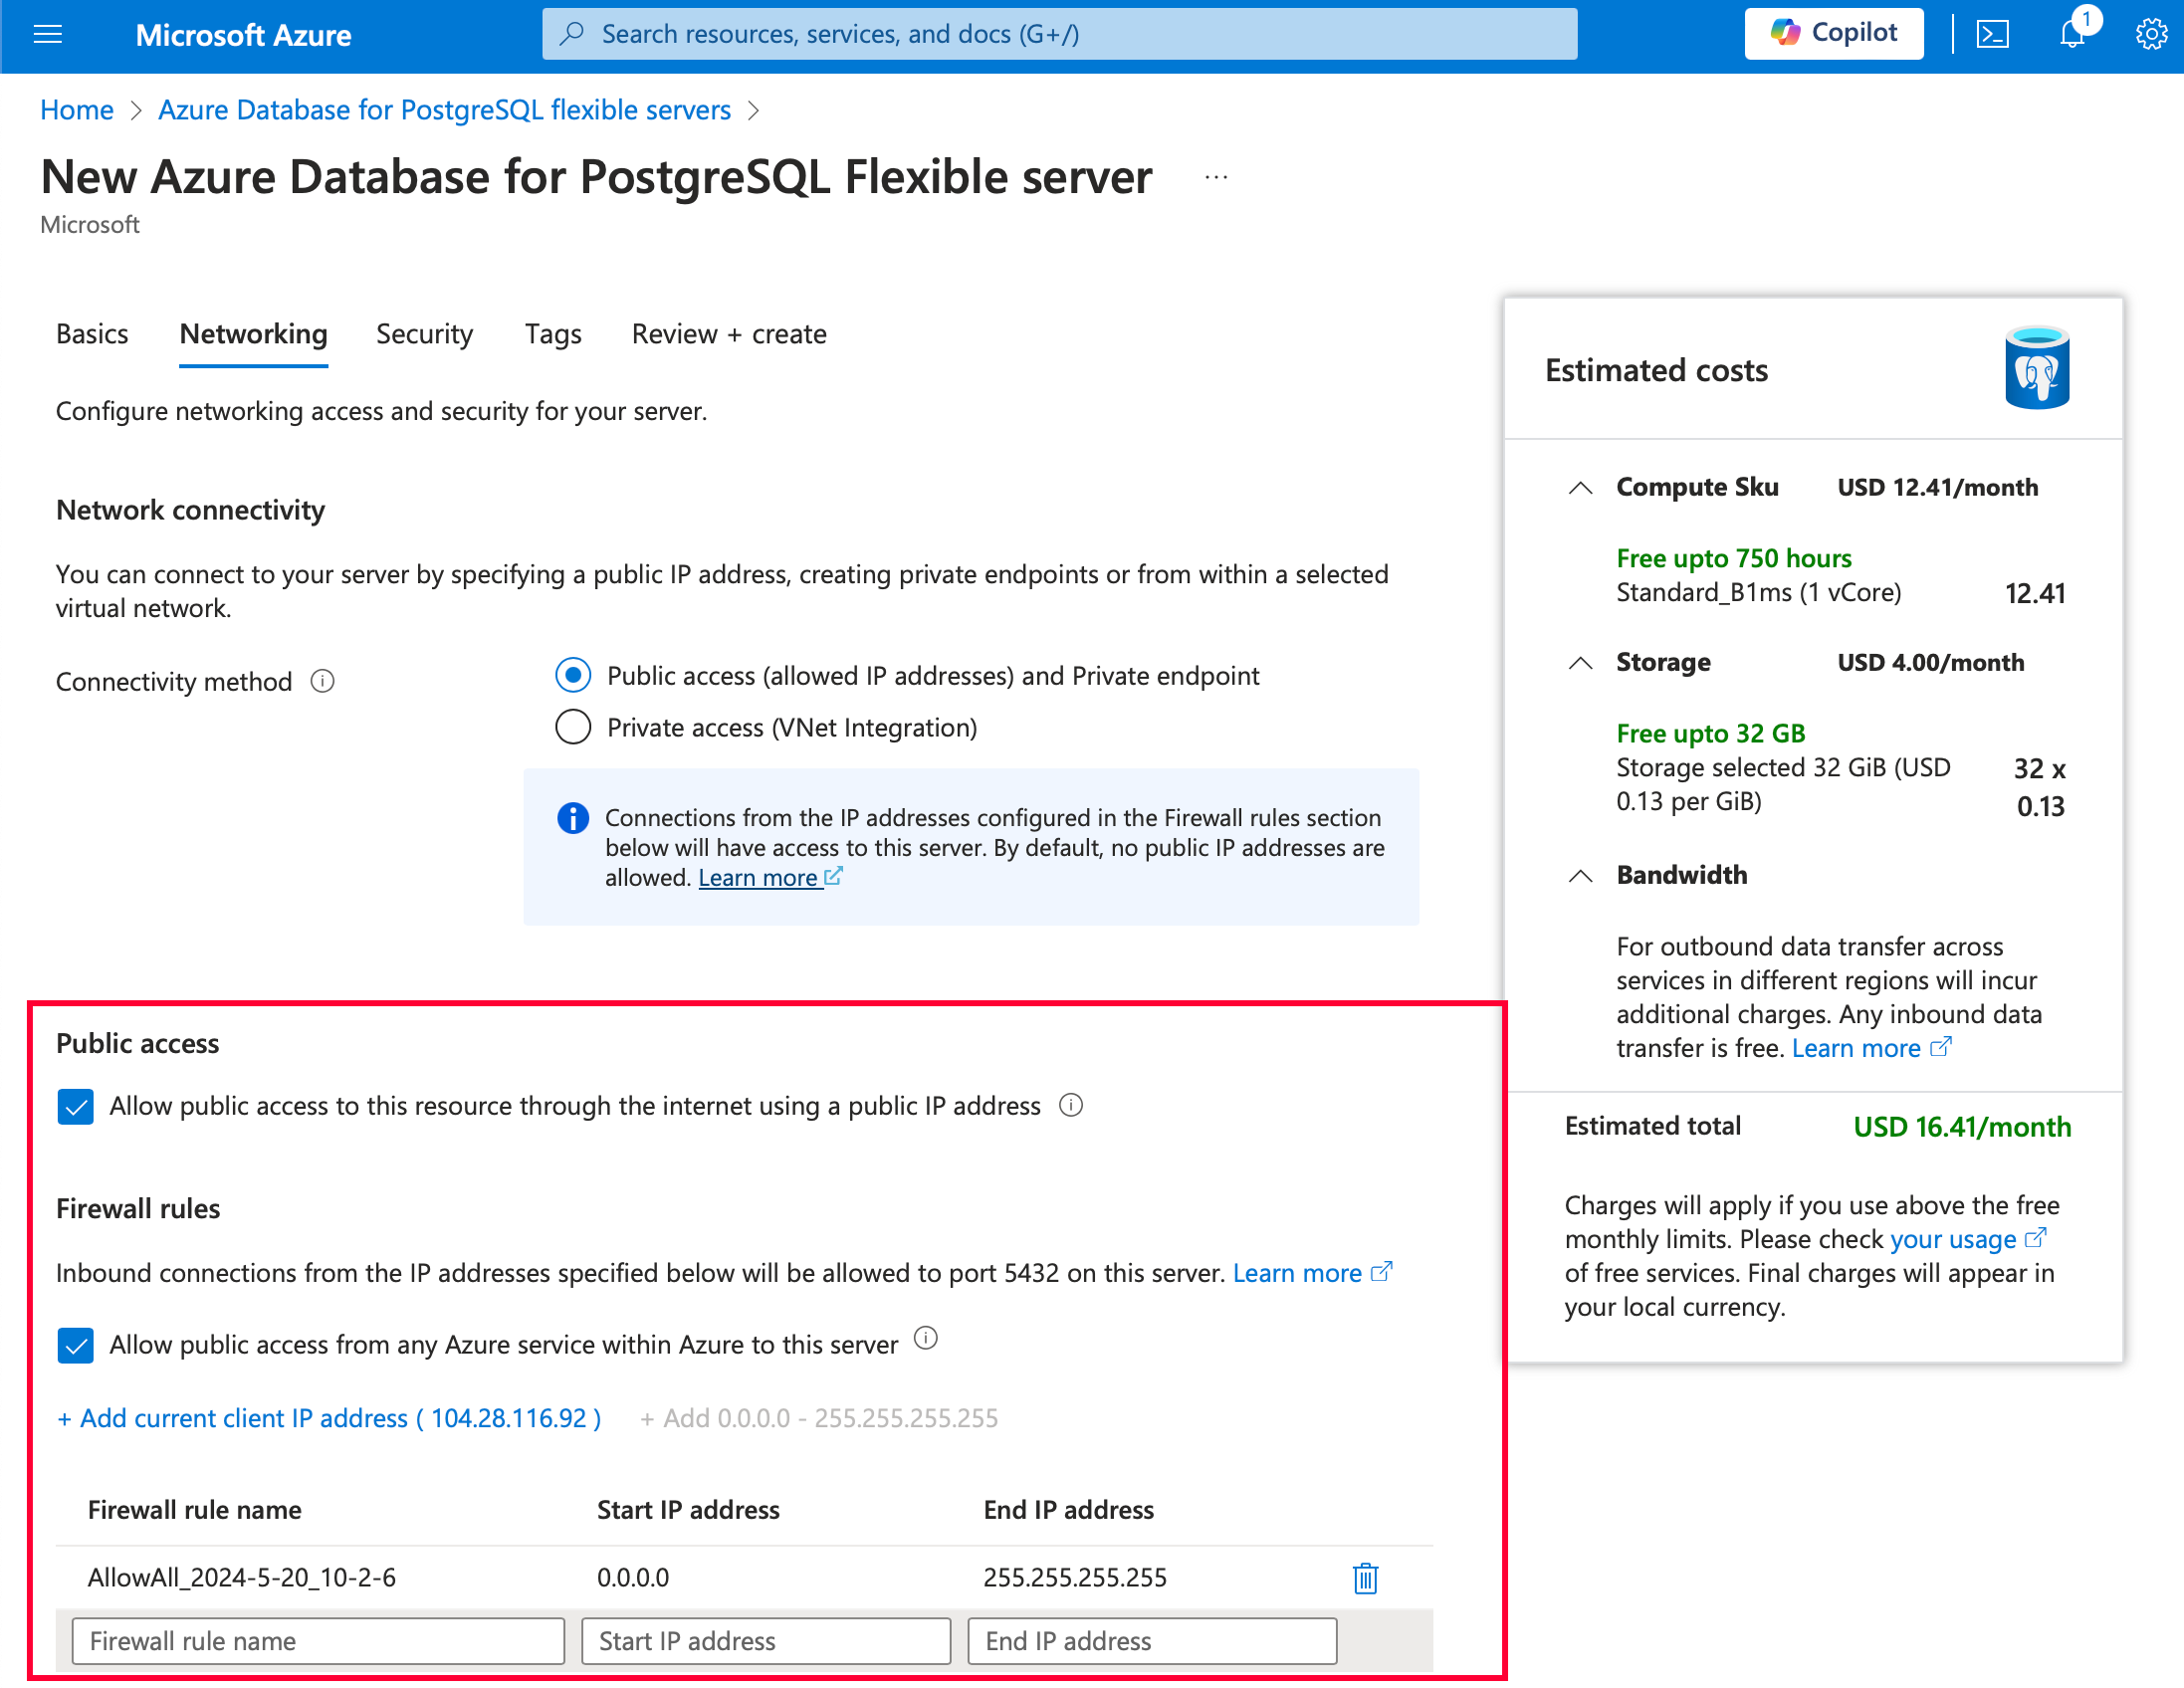 Microsoft Azure
Search resources, services, and docs (G+/)
Copilot
1
Home > Azure Database for PostgreSQL flexible servers >
New Azure Database for PostgreSQL Flexible server ...
Microsoft
Basics Networking Security Tags Review + create
Configure networking access and security for your server.
Network connectivity
You can connect to your server by specifying a public IP address, creating private endpoints or from within a selected
virtual network.
Connectivity method
Public access (allowed IP addresses) and Private endpoint
Private access (VNet Integration)
Connections from the IP addresses configured in the Firewall rules section
below will have access to this server. By default, no public IP addresses are
allowed. Learn more
Public access
Allow public access to this resource through the internet using a public IP address
Firewall rules
Inbound connections from the IP addresses specified below will be allowed to port 5432 on this server. Learn more
Allow public access from any Azure service within Azure to this server
+ Add current client IP address ( 104.28.116.92 ) + Add 0.0.0.0 - 255.255.255.255
Firewall rule name Start IP address End IP address
AllowAll_2024-5-20_10-2-6 0.0.0.0 255.255.255.255
Firewall rule name Start IP address End IP address
Estimated costs
Compute Sku USD 12.41/month
Free upto 750 hours
Standard_B1ms (1 vCore) 12.41
Storage USD 4.00/month
Free upto 32 GB
Storage selected 32 GiB (USD 32 x
0.13 per GiB) 0.13
Bandwidth
For outbound data transfer across
services in different regions will incur
additional charges. Any inbound data
transfer is free. Learn more
Estimated total USD 16.41/month
Charges will apply if you use above the free
monthly limits. Please check your usage
of free services. Final charges will appear in
your local currency.